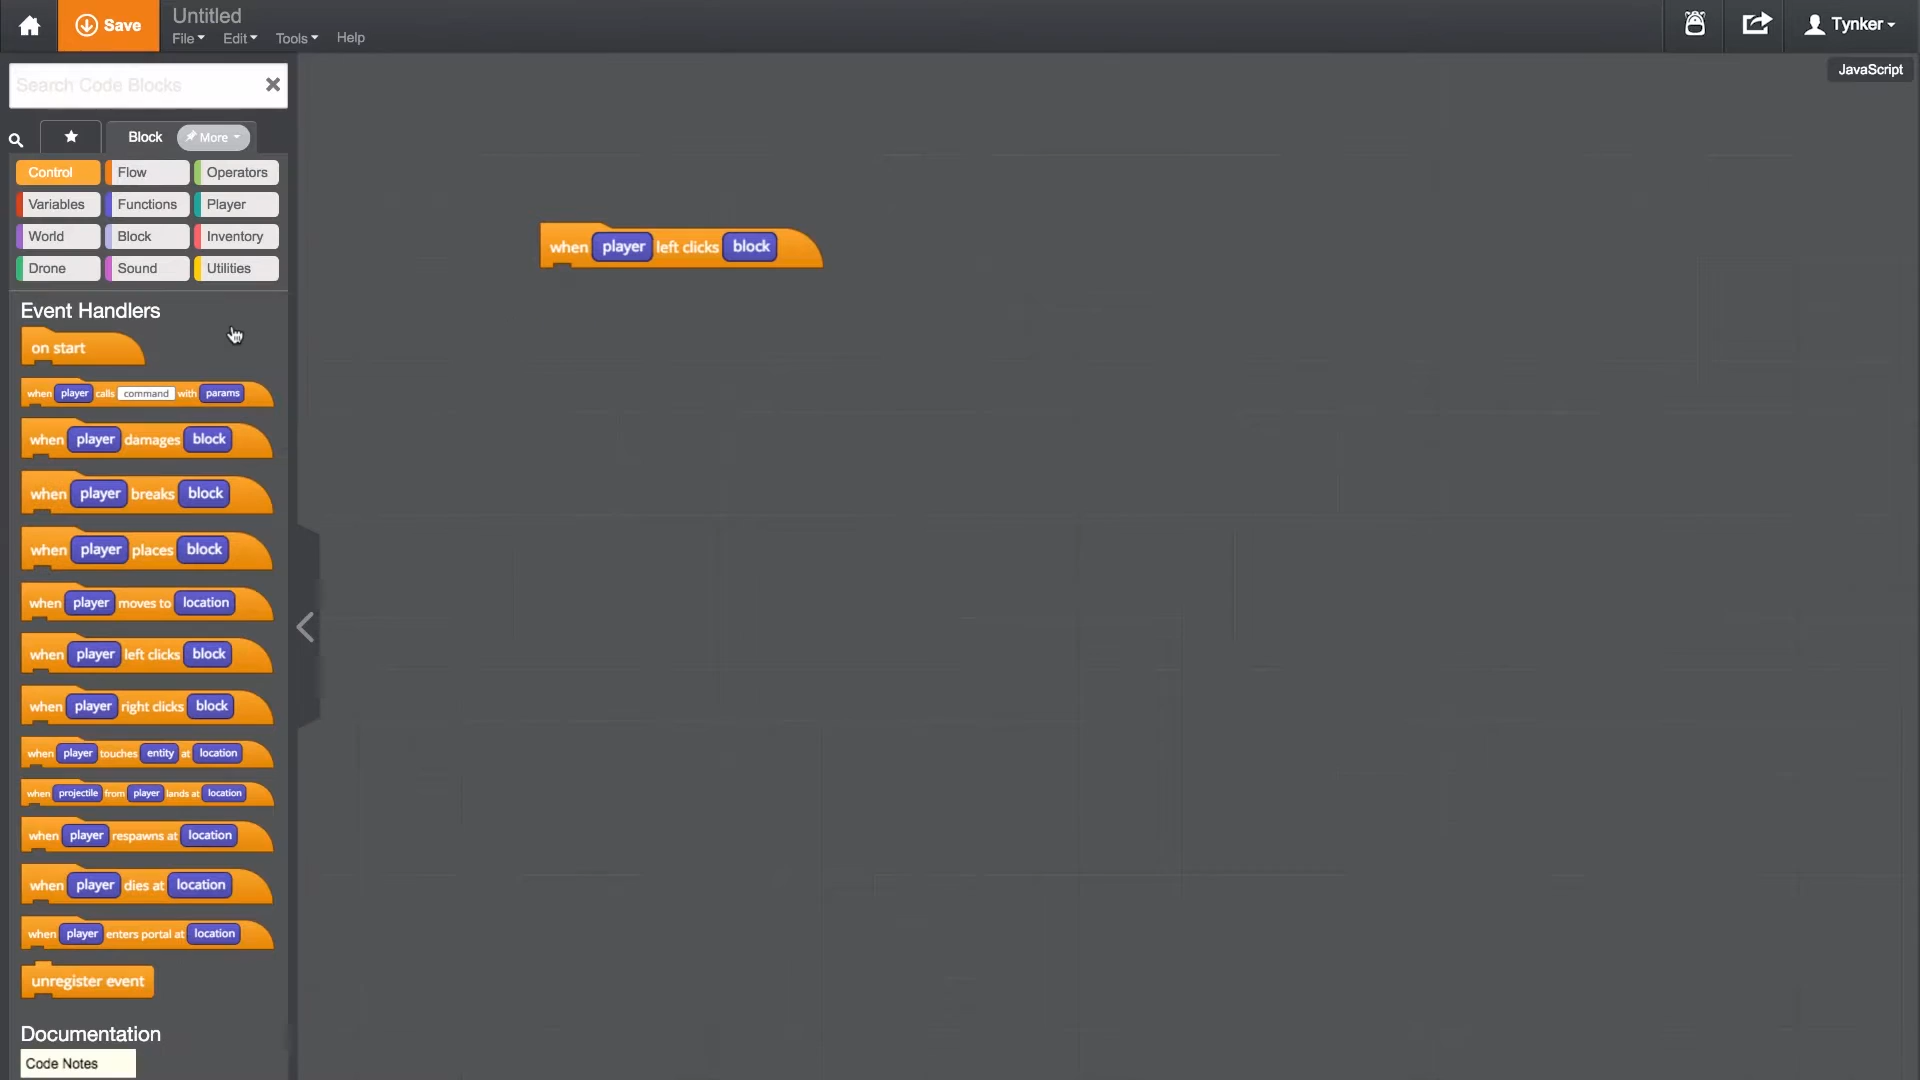 Save
Untitled
File Edit Tools Help
Tynker
JavaScript
Search Code Blocks
Block More
Control Flow Operators
Variables Functions Player
World Block Inventory
Drone Sound Utilities
Event Handlers
on start
when player calls command with params
when player damages block
when player breaks block
when player places block
when player moves to location
when player left clicks block
when player right clicks block
when player touches entity at location
when projectile from player lands at location
when player respawns at location
when player dies at location
when player enters portal at location
unregister event
Documentation
Code Notes
when player left clicks block